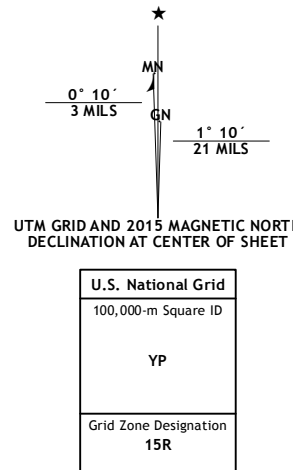 ★
MN
0° 10´
3 MILS
GN
1° 10´
21 MILS
UTM GRID AND 2015 MAGNETIC NORTH
DECLINATION AT CENTER OF SHEET
U.S. National Grid
100,000-m Square ID
YP
Grid Zone Designation
15R